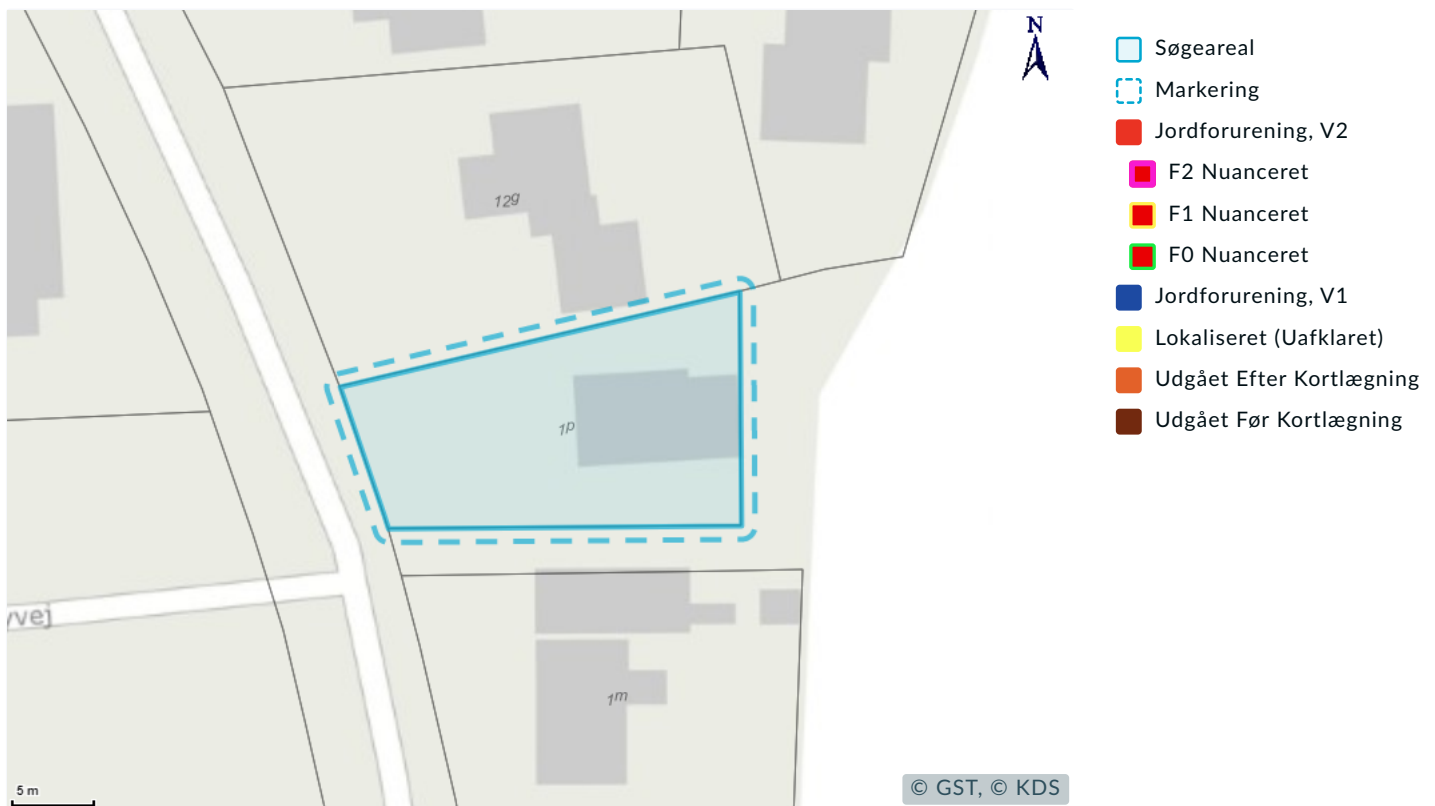 N
12g
1p
yvej
1m
5 m
© GST, © KDS
Søgeareal
Markering
Jordforurening, V2
F2 Nuanceret
F1 Nuanceret
F0 Nuanceret
Jordforurening, V1
Lokaliseret (Uafklaret)
Udgået Efter Kortlægning
Udgået Før Kortlægning